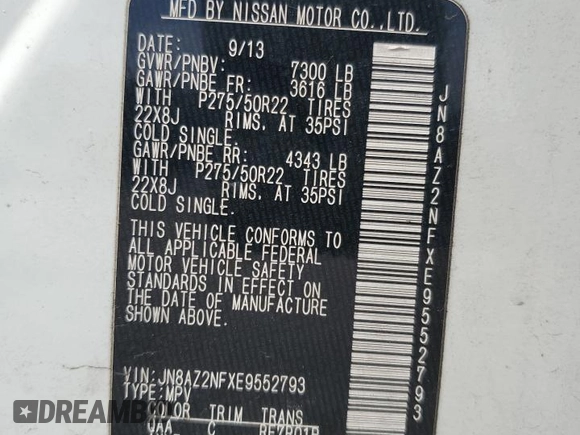 MFD BY NISSAN MOTOR CO.,LTD.
DATE: 9/13
GVWR/PNBV: 7300 LB
GAWR/PNBE FR: 3616 LB
WITH P275/50R22 TIRES
22X8J RIMS, AT 35PSI
COLD SINGLE.
GAWR/PNBE RR: 4343 LB
WITH P275/50R22 TIRES
22X8J RIMS, AT 35PSI
COLD SINGLE.
THIS VEHICLE CONFORMS TO
ALL APPLICABLE FEDERAL
MOTOR VEHICLE SAFETY
STANDARDS IN EFFECT ON
THE DATE OF MANUFACTURE
SHOWN ABOVE.
VIN:JN8AZ2NFXE9552793
TYPE:MPV
COLOR TRIM TRANS
QAA C
JN8AZ2NFXE9552793